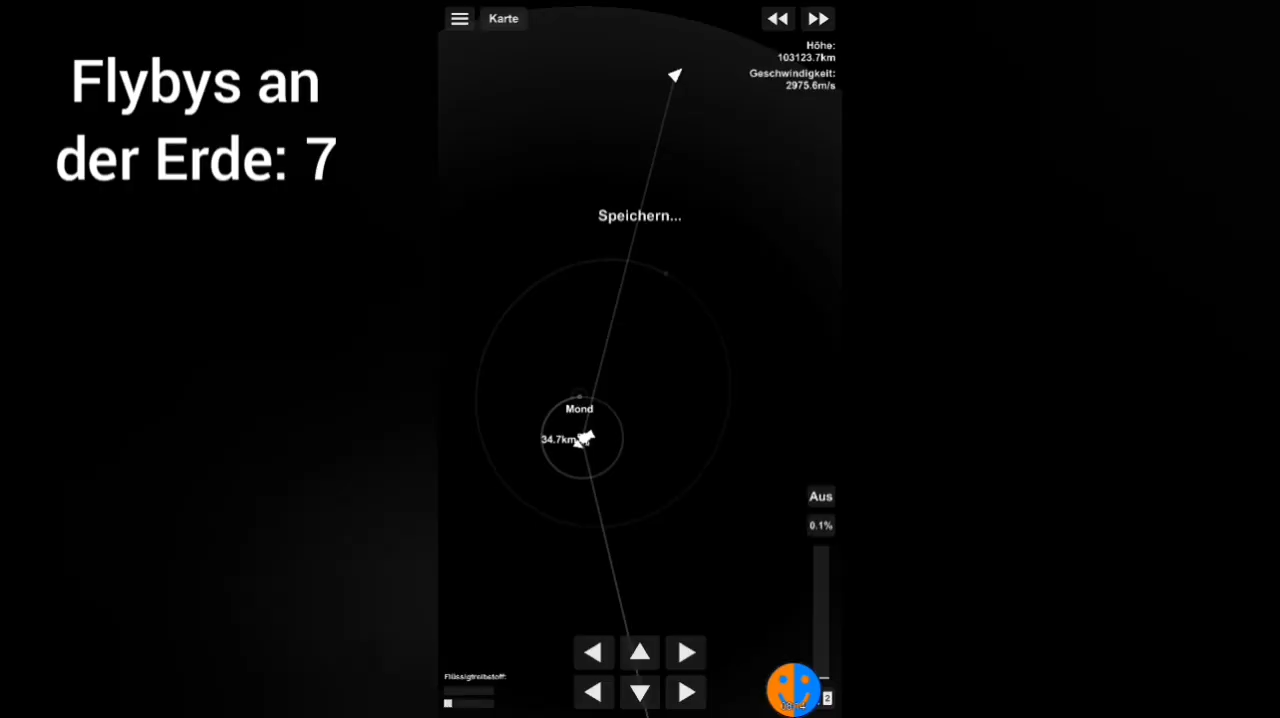 Flybys an
der Erde: 7
Karte
Höhe:
103123.7km
Geschwindigkeit:
2975.6m/s
Speichern...
Mond
34.7km
Aus
0.1%
Flüssigtreibstoff:
2